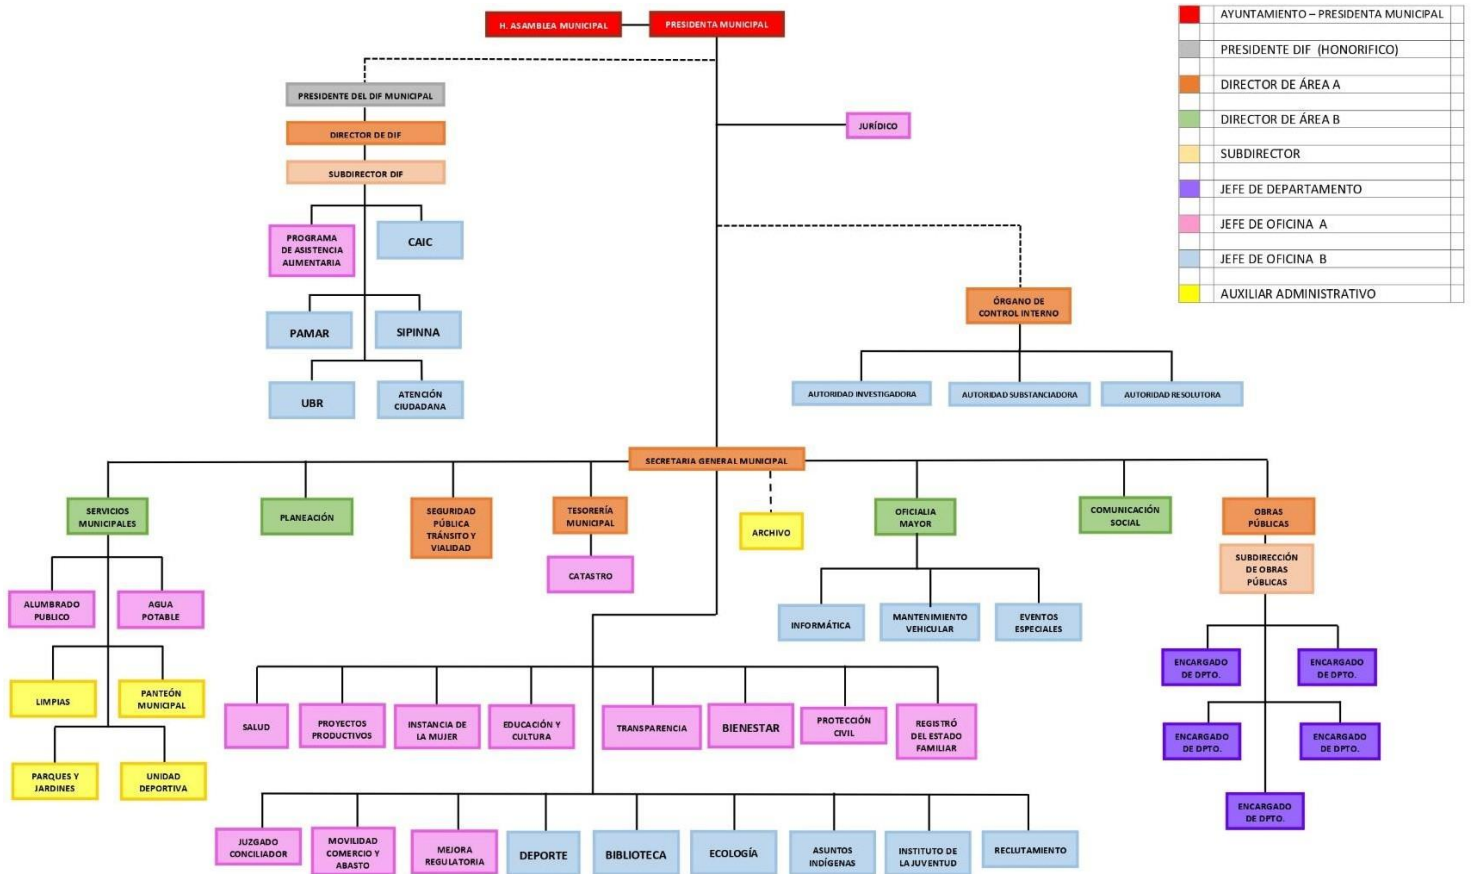 H. ASAMBLEA MUNICIPAL
PRESIDENTA MUNICIPAL
AYUNTAMIENTO – PRESIDENTA MUNICIPAL
PRESIDENTE DIF (HONORIFICO)
DIRECTOR DE ÁREA A
DIRECTOR DE ÁREA B
SUBDIRECTOR
JEFE DE DEPARTAMENTO
JEFE DE OFICINA A
JEFE DE OFICINA B
AUXILIAR ADMINISTRATIVO
PRESIDENTE DEL DIF MUNICIPAL
DIRECTOR DE DIF
SUBDIRECTOR DIF
JURÍDICO
PROGRAMA
DE ASISTENCIA
ALIMENTARIA
CAIC
PAMAR
SIPINNA
UBR
ATENCIÓN
CIUDADANA
ÓRGANO DE
CONTROL INTERNO
AUTORIDAD INVESTIGADORA
AUTORIDAD SUBSTANCIADORA
AUTORIDAD RESOLUTORA
SECRETARIA GENERAL MUNICIPAL
SERVICIOS
MUNICIPALES
PLANEACIÓN
SEGURIDAD
PÚBLICA
TRÁNSITO Y
VIALIDAD
TESORERÍA
MUNICIPAL
ARCHIVO
OFICIALIA
MAYOR
COMUNICACIÓN
SOCIAL
OBRAS
PÚBLICAS
SUBDIRECCIÓN
DE OBRAS
PÚBLICAS
CATASTRO
ALUMBRADO
PUBLICO
AGUA
POTABLE
LIMPIAS
PANTEÓN
MUNICIPAL
PARQUES Y
JARDINES
UNIDAD
DEPORTIVA
INFORMÁTICA
MANTENIMIENTO
VEHICULAR
EVENTOS
ESPECIALES
ENCARGADO
DE DPTO.
ENCARGADO
DE DPTO.
ENCARGADO
DE DPTO.
ENCARGADO
DE DPTO.
ENCARGADO
DE DPTO.
SALUD
PROYECTOS
PRODUCTIVOS
INSTANCIA DE
LA MUJER
EDUCACIÓN Y
CULTURA
TRANSPARENCIA
BIENESTAR
PROTECCIÓN
CIVIL
REGISTRÓ
DEL ESTADO
FAMILIAR
JUZGADO
CONCILIADOR
MOVILIDAD
COMERCIO Y
ABASTO
MEJORA
REGULATORIA
DEPORTE
BIBLIOTECA
ECOLOGÍA
ASUNTOS
INDÍGENAS
INSTITUTO DE
LA JUVENTUD
RECLUTAMIENTO